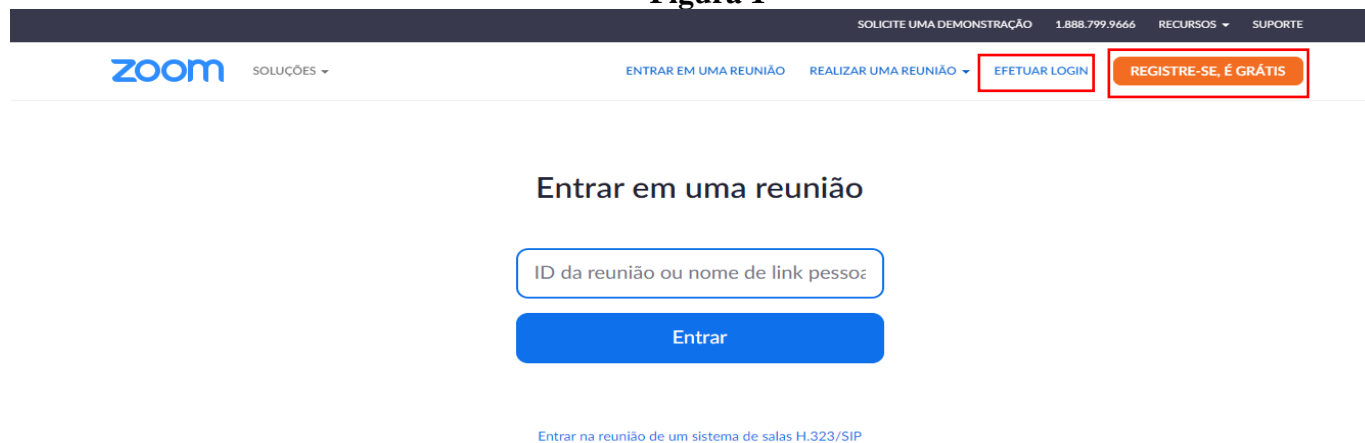 Figura 1
SOLICITE UMA DEMONSTRAÇÃO 1.888.799.9666 RECURSOS SUPORTE
zoom SOLUÇÕES ENTRAR EM UMA REUNIÃO REALIZAR UMA REUNIÃO EFETUAR LOGIN REGISTRE-SE, É GRÁTIS
Entrar em uma reunião
ID da reunião ou nome de link pessoa
Entrar
Entrar na reunião de um sistema de salas H.323/SIP